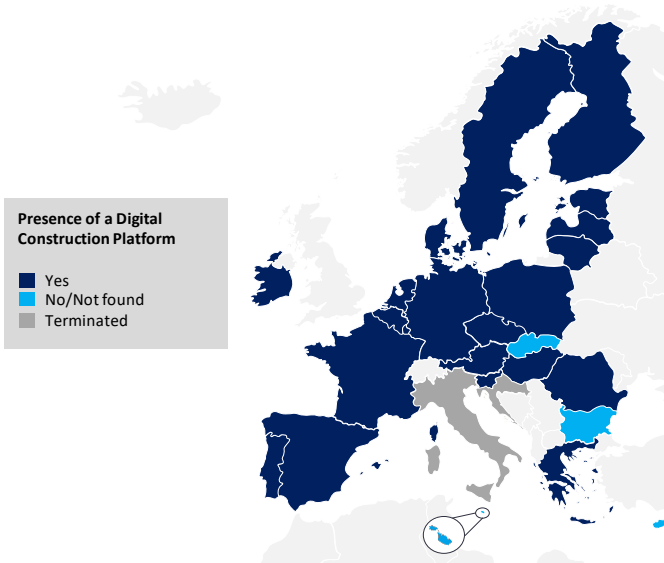 Presence of a Digital
Construction Platform
Yes
No/Not found
Terminated